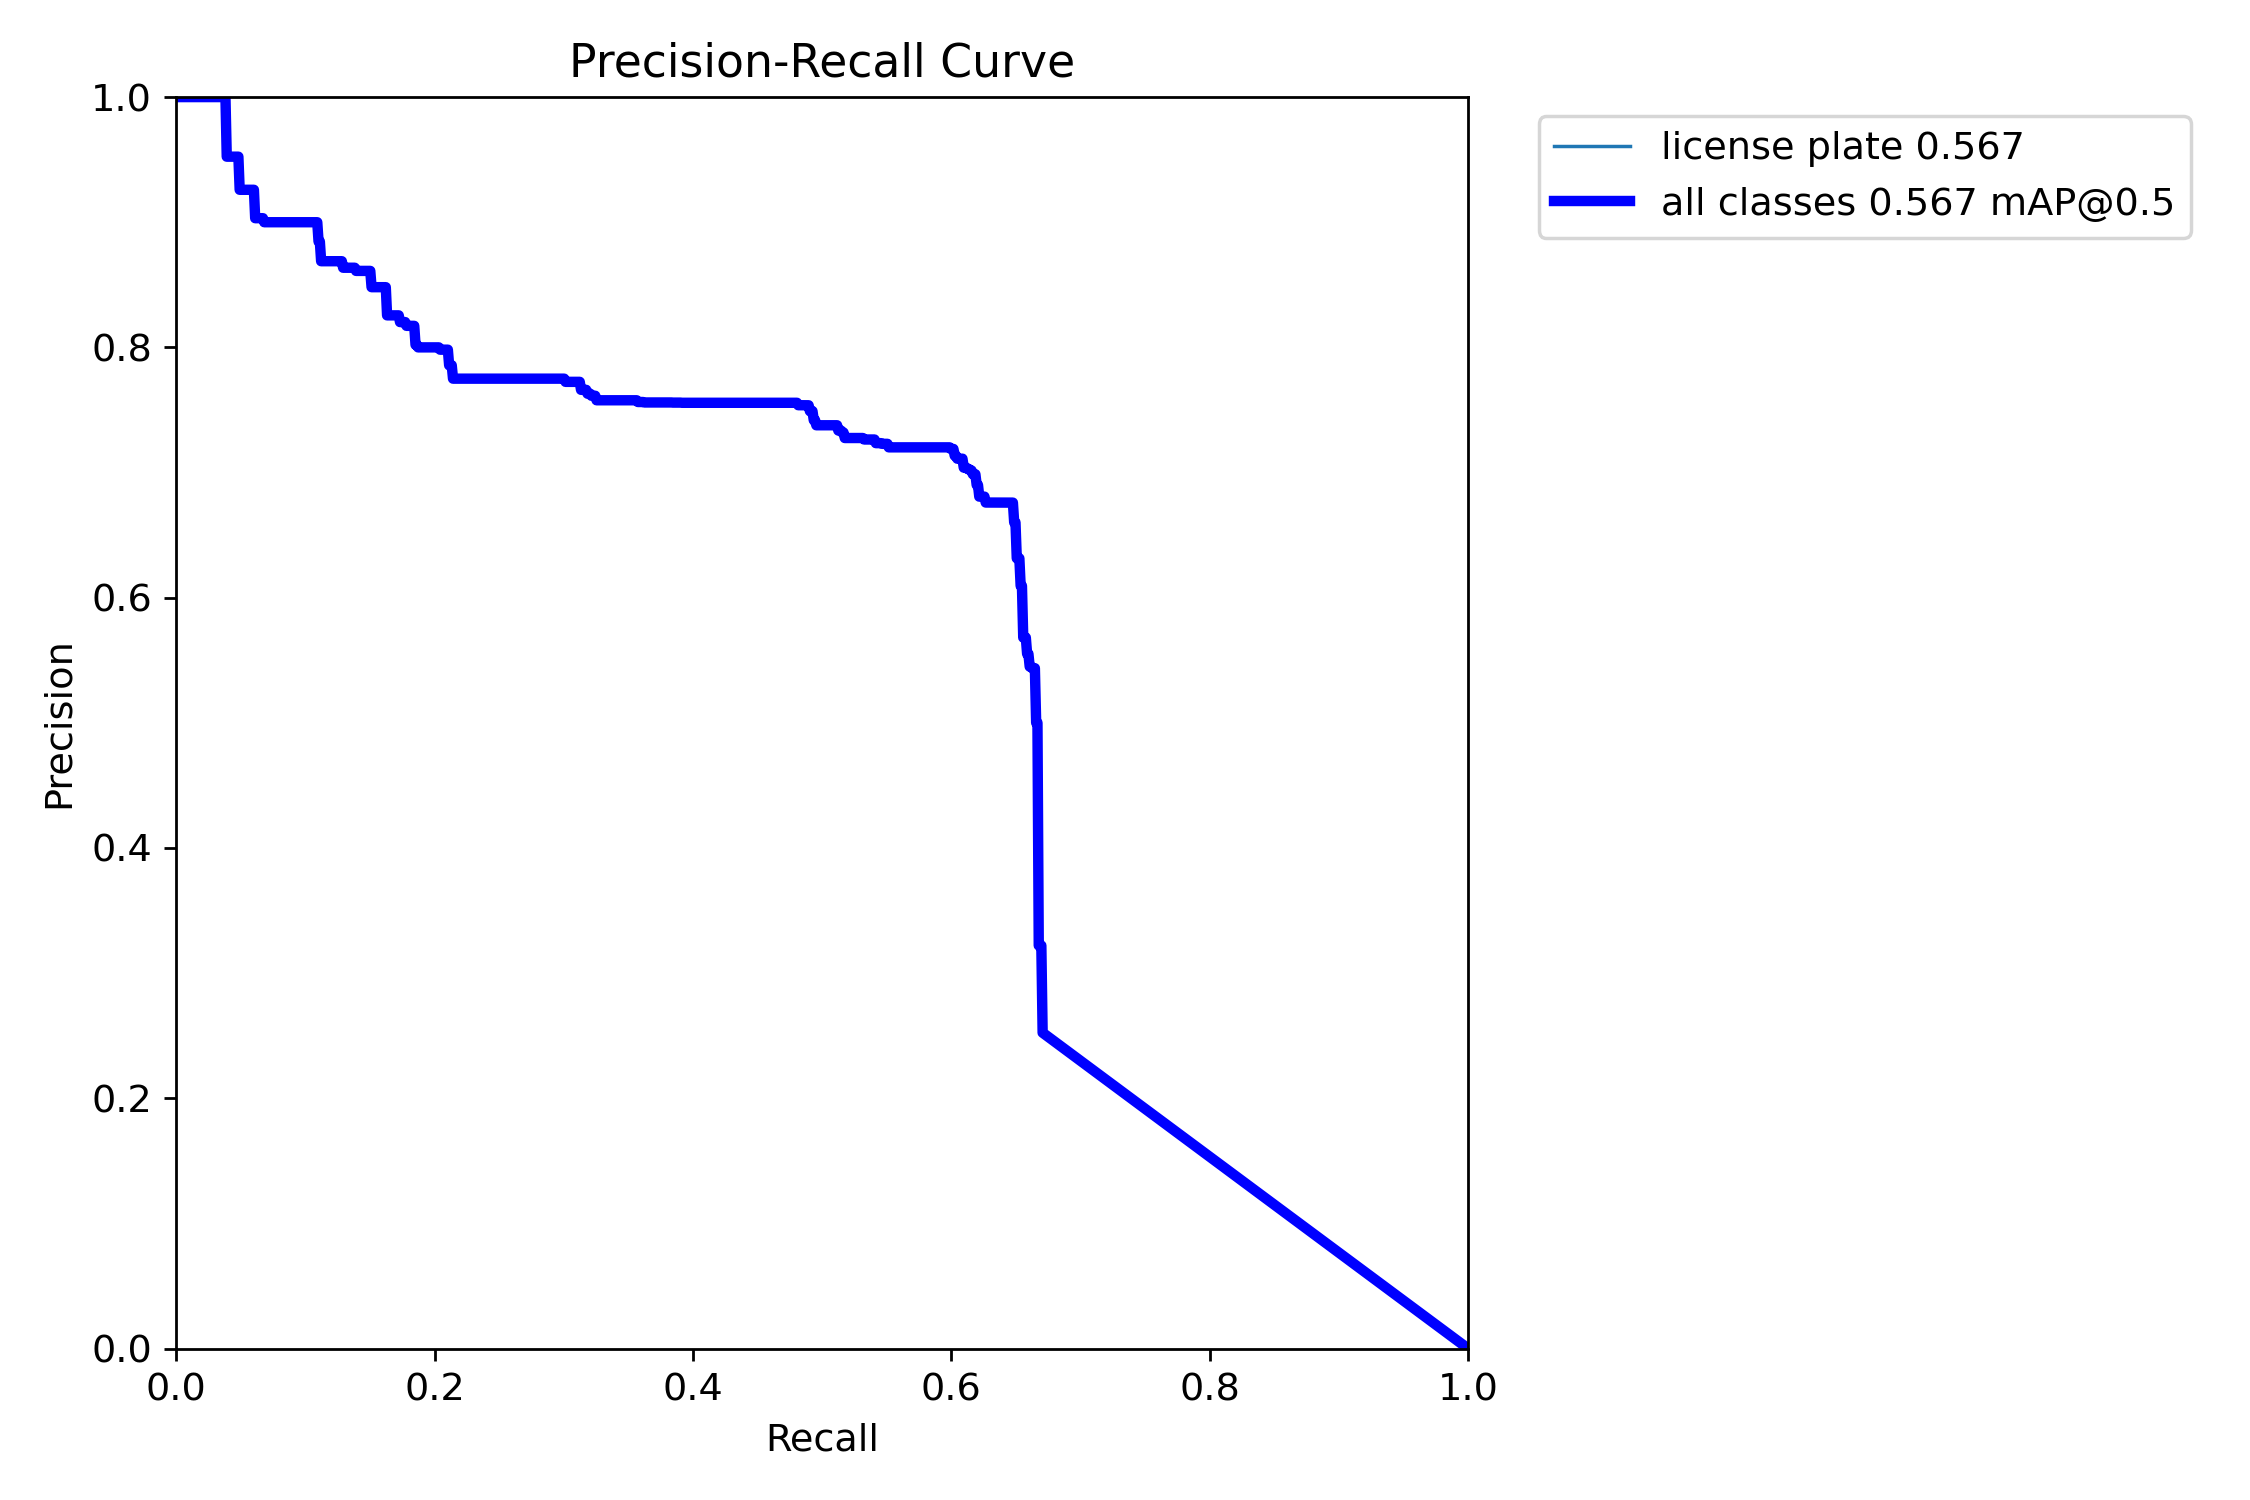 Precision-Recall Curve
1.0
0.8
0.6
0.4
0.2
0.0
Precision
0.0 0.2 0.4 0.6 0.8 1.0
Recall
license plate 0.567
all classes 0.567 mAP@0.5